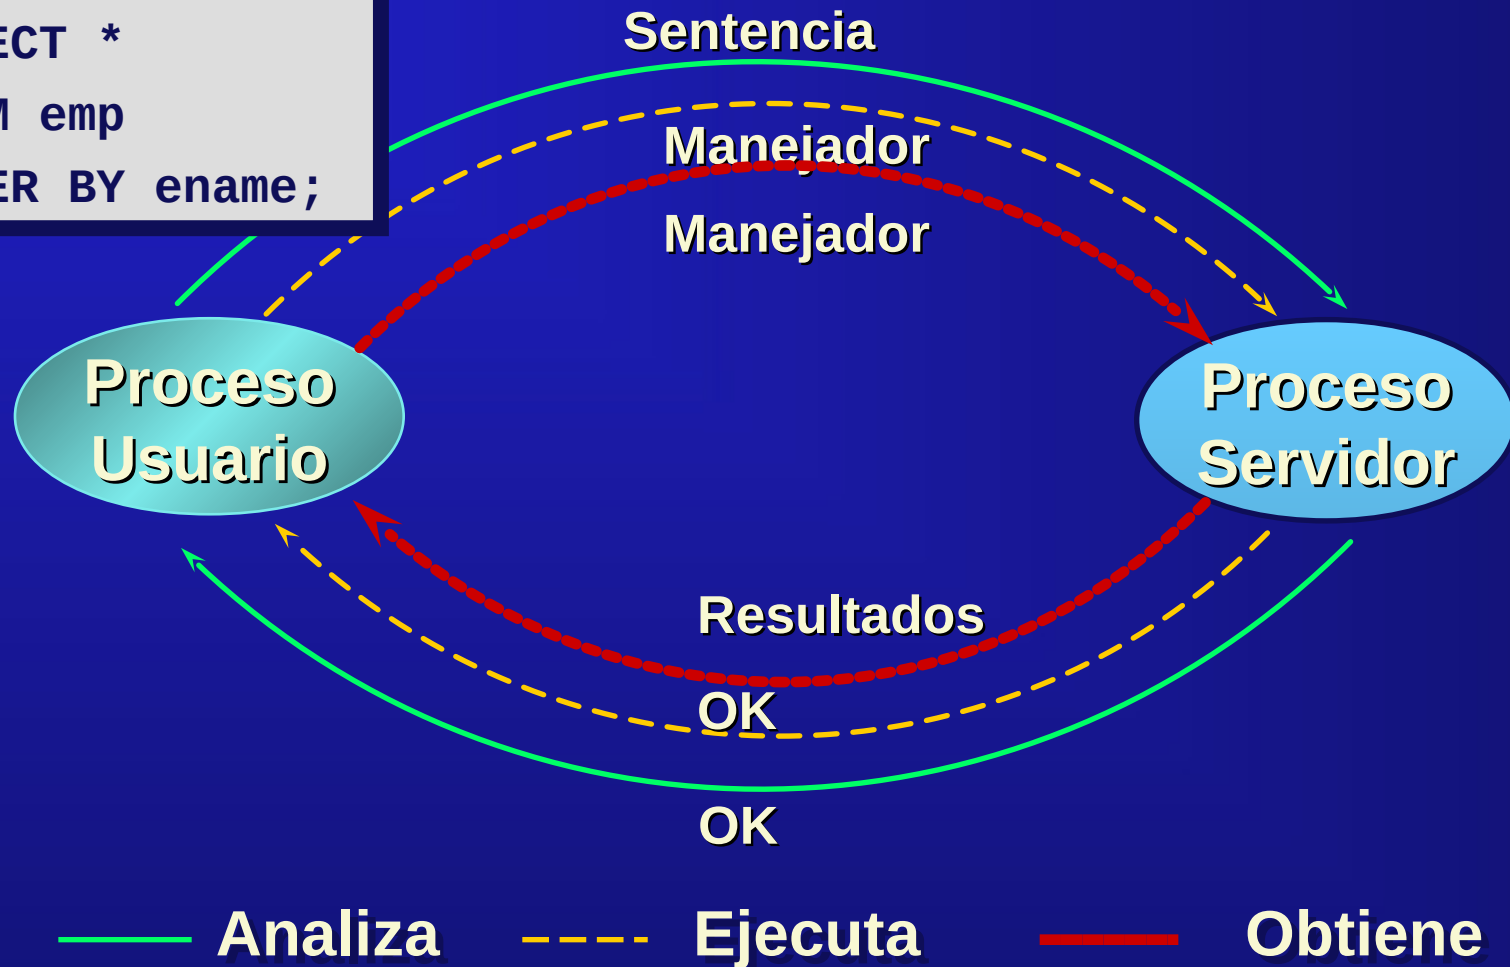 ECT *
M emp
ER BY ename;
Sentencia
Manejador
Manejador
Proceso
Usuario
Proceso
Servidor
Resultados
OK
OK
Analiza
Ejecuta
Obtiene